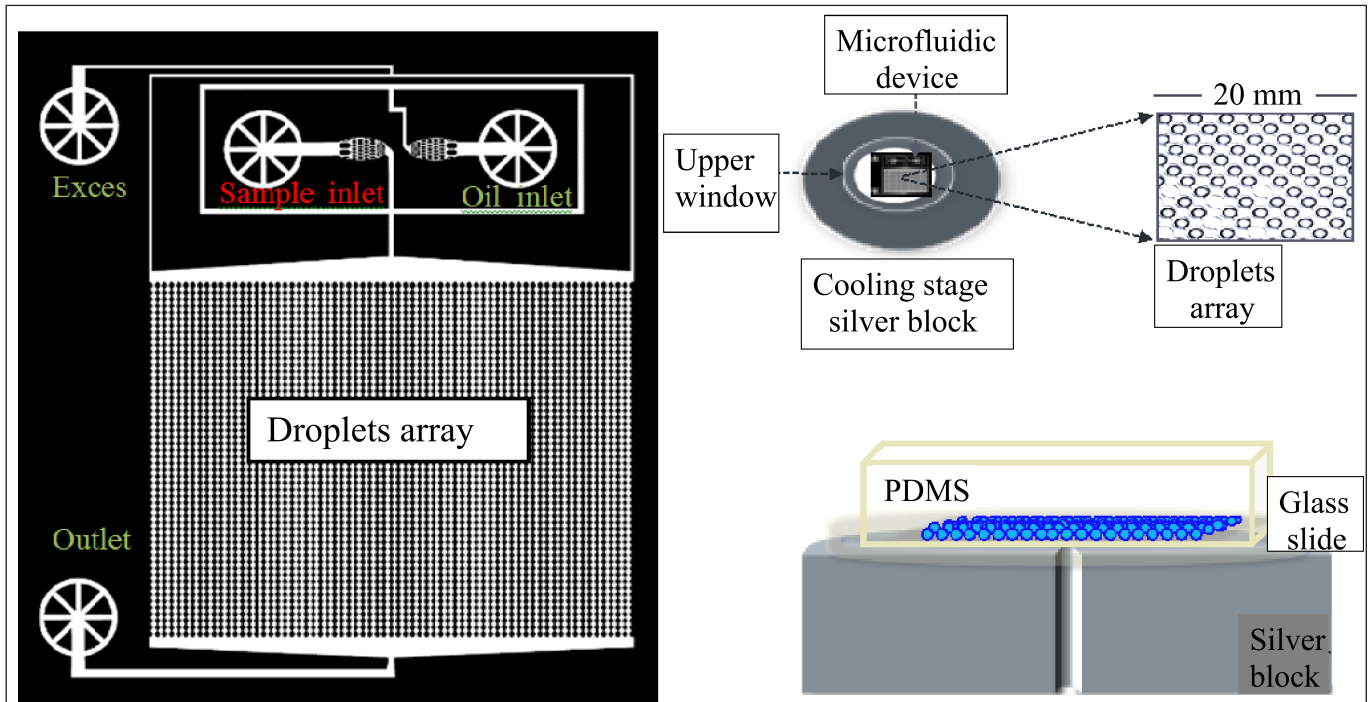 Exces
Sample inlet
Oil inlet
Droplets array
Outlet
Microfluidic
device
Upper
window
Cooling stage
silver block
20 mm
Droplets
array
PDMS
Glass
slide
Silver
block